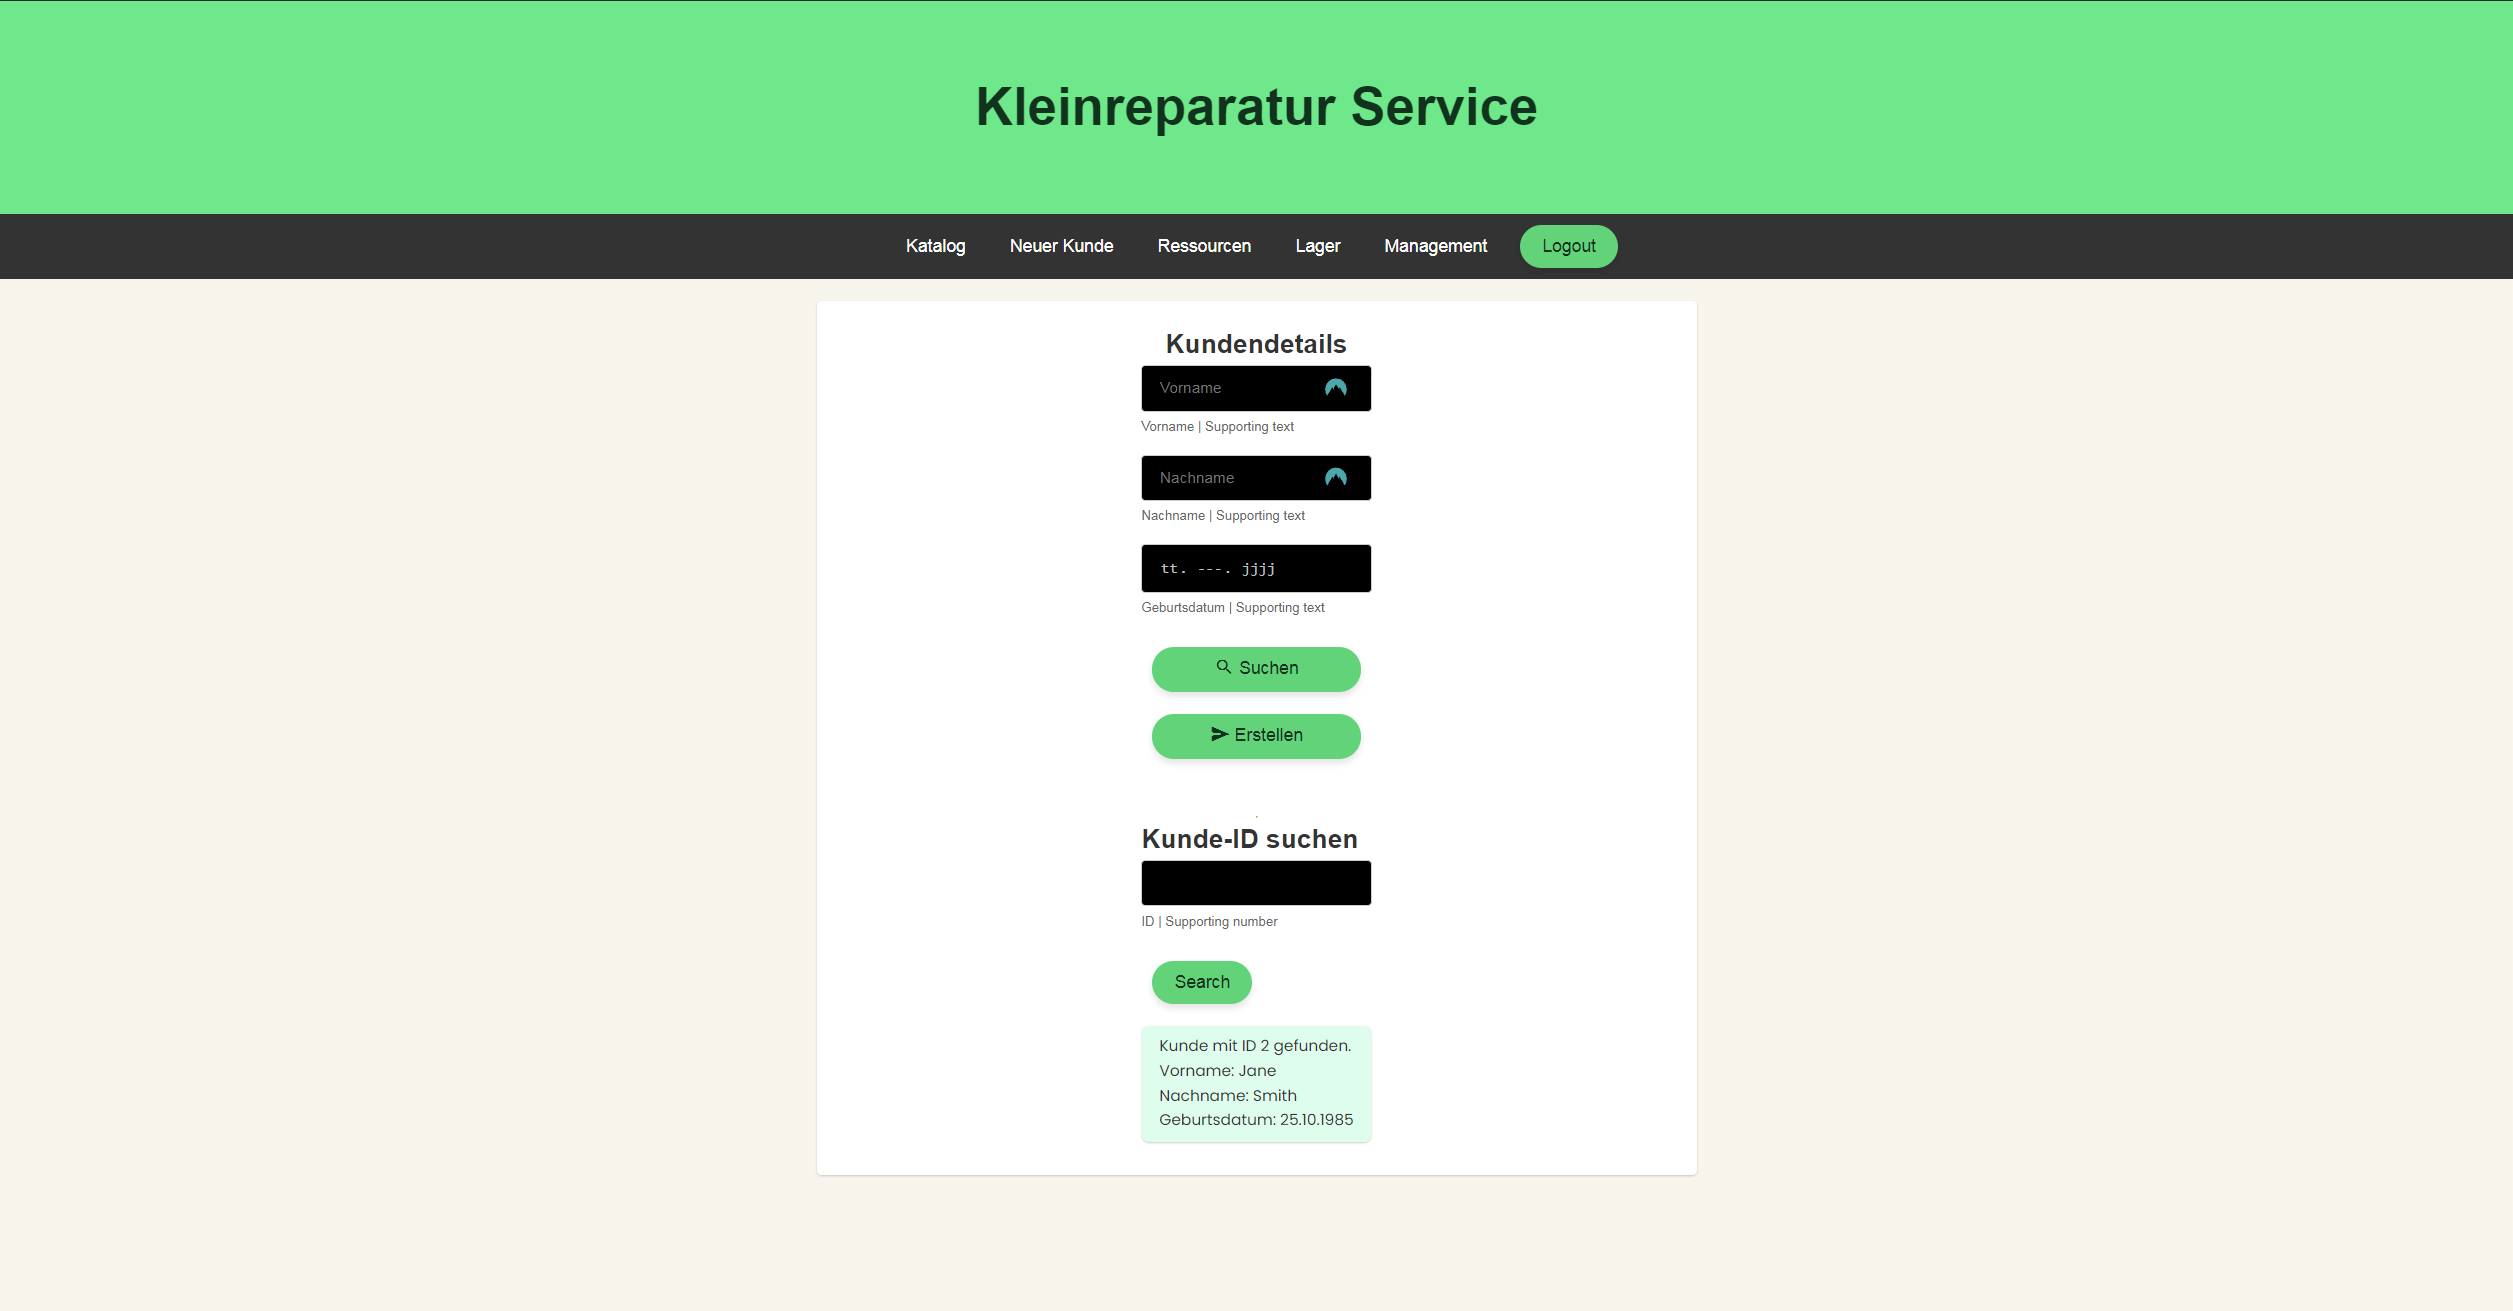 Kleinreparatur Service
Katalog Neuer Kunde Ressourcen Lager Management Logout
Kundendetails
Vorname
Vorname | Supporting text
Nachname
Nachname | Supporting text
tt. ---. jjjj
Geburtsdatum | Supporting text
Suchen
Erstellen
Kunde-ID suchen
ID | Supporting number
Search
Kunde mit ID 2 gefunden.
Vorname: Jane
Nachname: Smith
Geburtsdatum: 25.10.1985